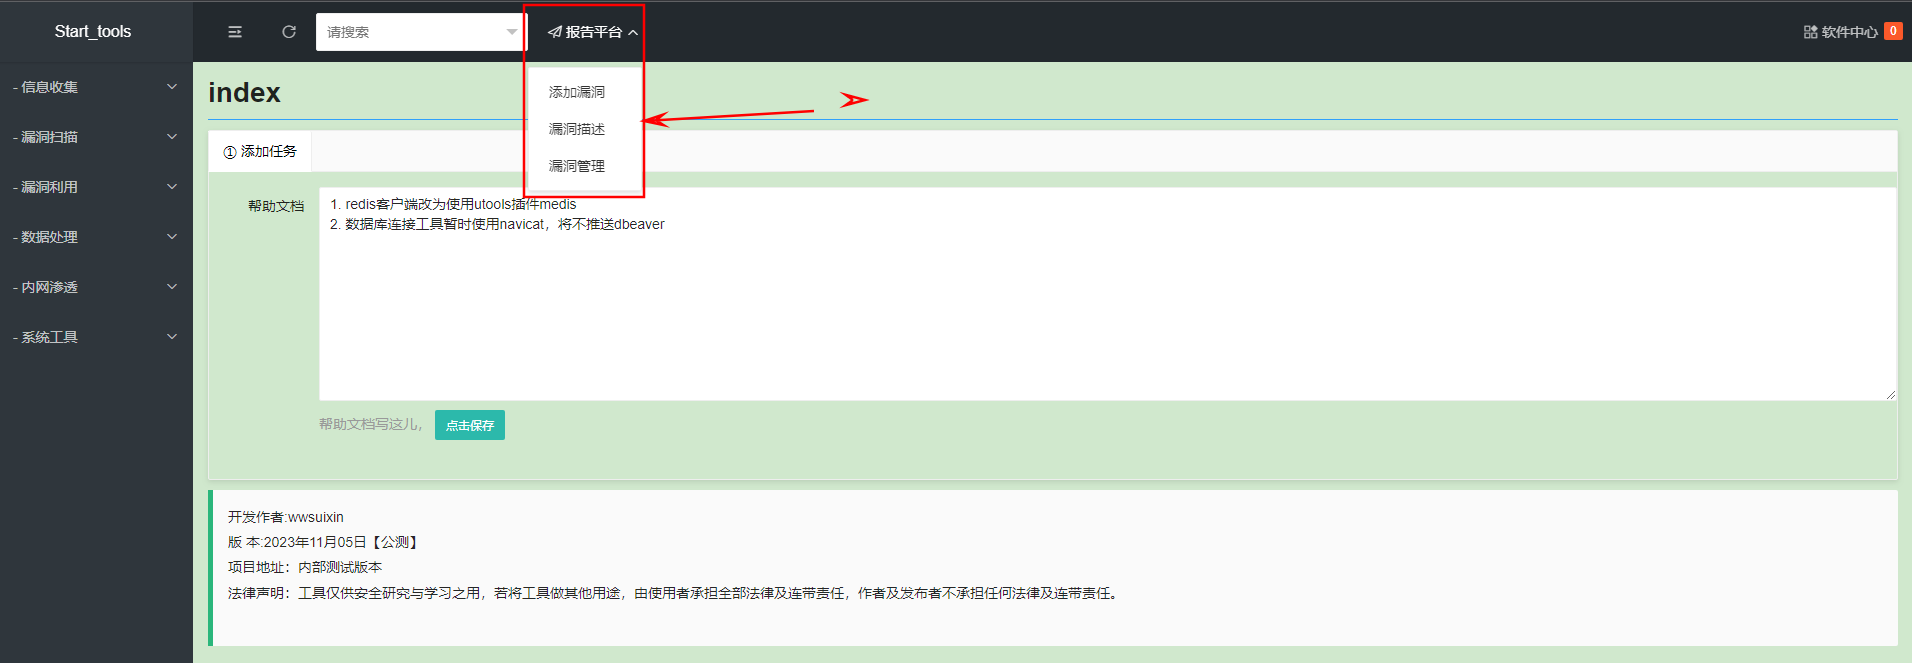 Start_tools
请搜索
报告平台
软件中心 0
- 信息收集
- 漏洞扫描
- 漏洞利用
- 数据处理
- 内网渗透
- 系统工具
添加漏洞
漏洞描述
漏洞管理
index
① 添加任务
帮助文档
1. redis客户端改为使用utools插件medis
2. 数据库连接工具暂时使用navicat，将不推送dbeaver
帮助文档写这儿，
点击保存
开发作者:wwsuixin
版 本:2023年11月05日【公测】
项目地址：内部测试版本
法律声明：工具仅供安全研究与学习之用，若将工具做其他用途，由使用者承担全部法律及连带责任，作者及发布者不承担任何法律及连带责任。